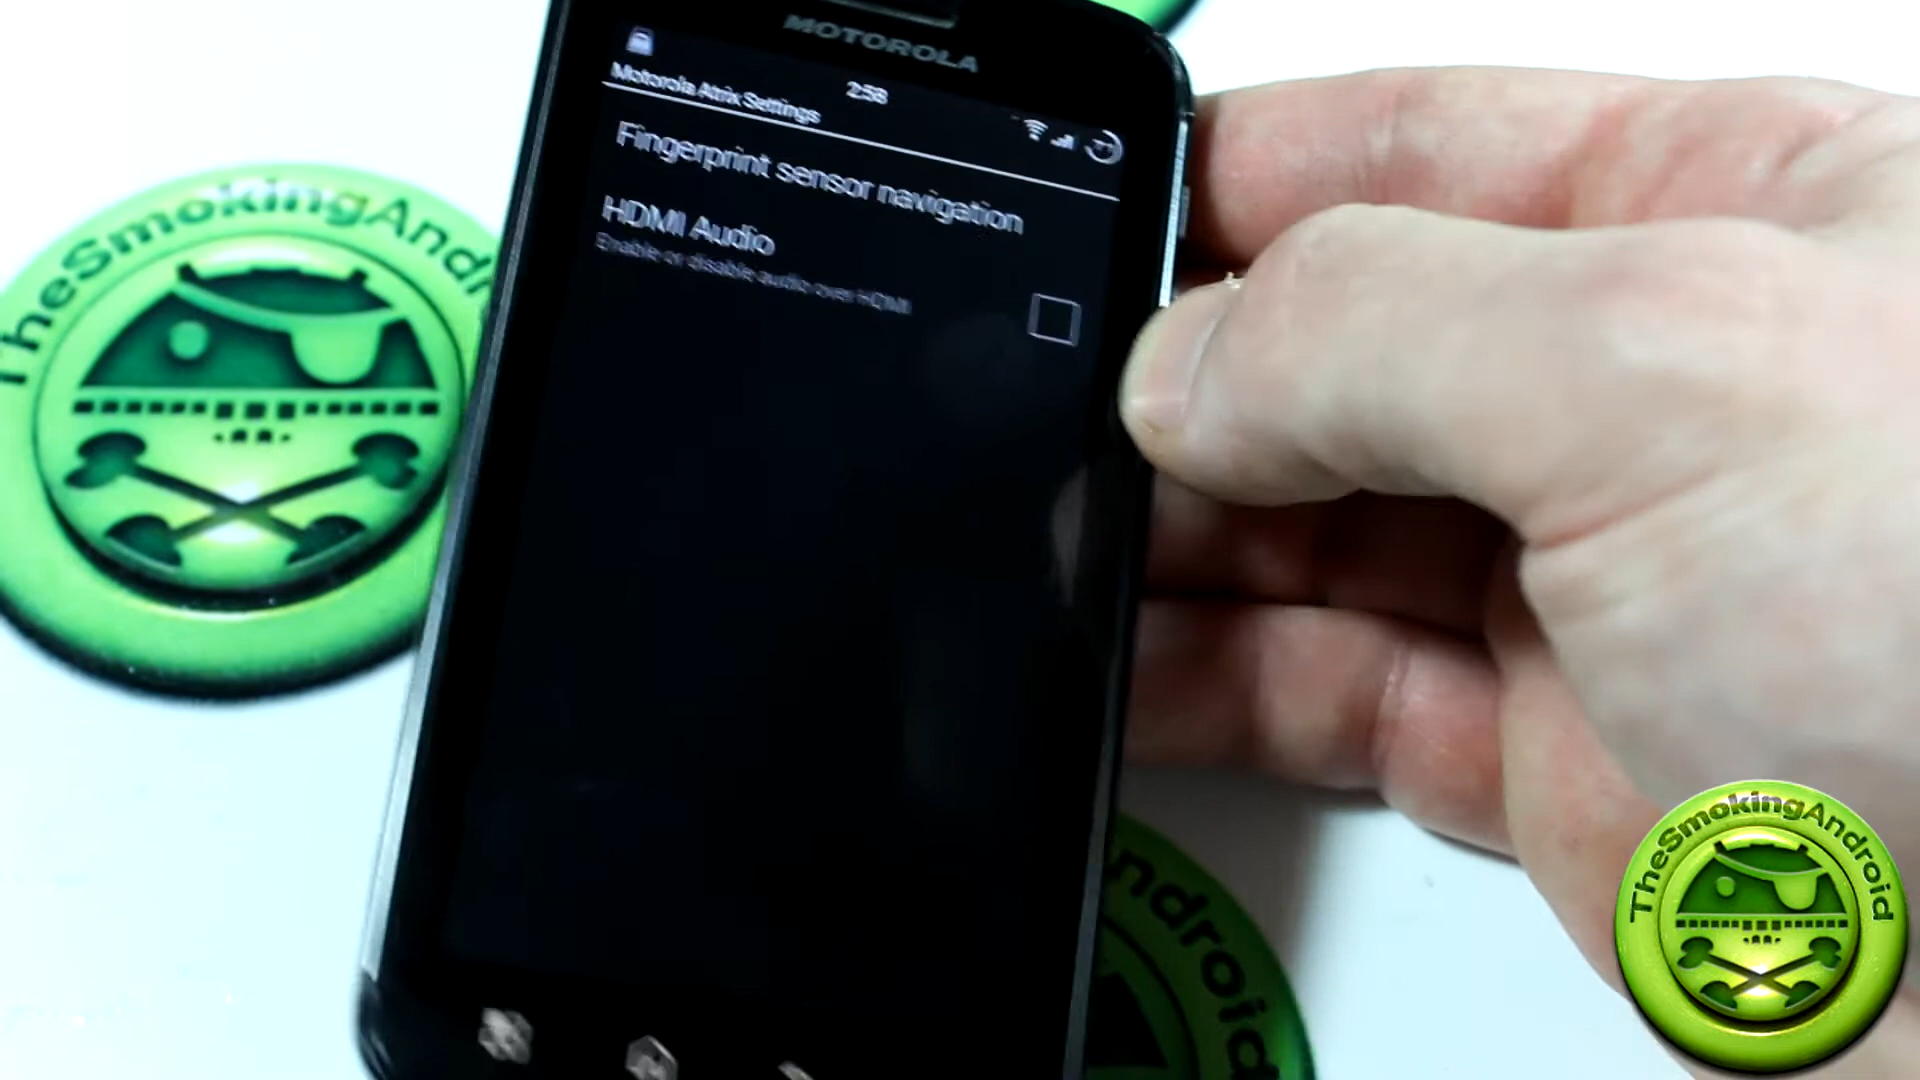 MOTOROLA
2:58
Motorola Atrix Settings
Fingerprint sensor navigation
HDMI Audio
Enable or disable audio over HDMI
TheSmokingAndroid
TheSmokingAndroid
ndroid